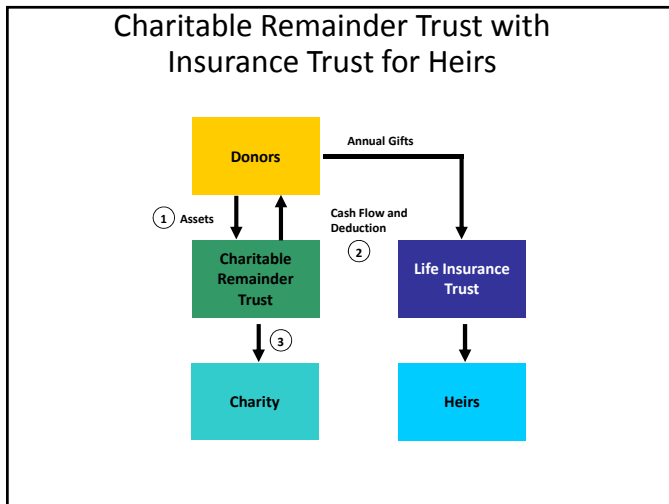 Charitable Remainder Trust with
Insurance Trust for Heirs
Donors
Annual Gifts
1 Assets
Cash Flow and
Deduction
2
Charitable
Remainder
Trust
Life Insurance
Trust
3
Charity
Heirs